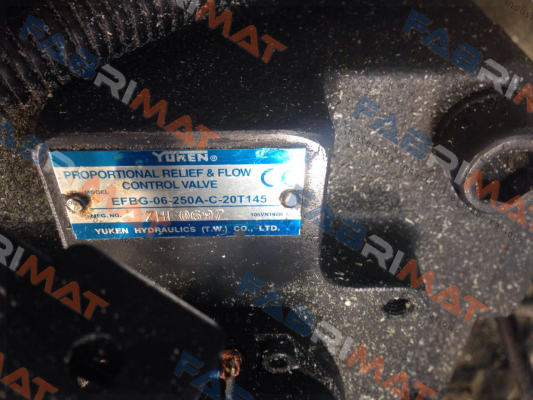 YUKEN®
PROPORTIONAL RELIEF & FLOW
CONTROL VALVE
CE
MODEL
EFBG-06-250A-C-20T145
MFG. NO.
YUKEN HYDRAULICS (T.W.) CO., LTD.
FABRIMAT
FABRIMAT
FABRIMAT
FABRIMAT